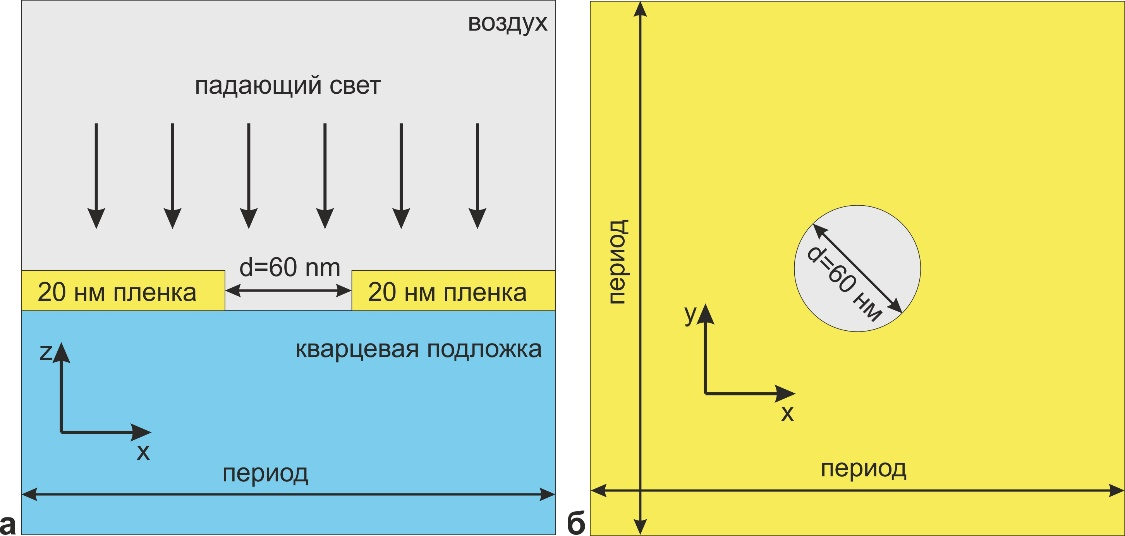 воздух
падающий свет
d=60 nm
20 нм пленка
20 нм пленка
кварцевая подложка
z
x
период
а
период
d=60 нм
y
x
период
б